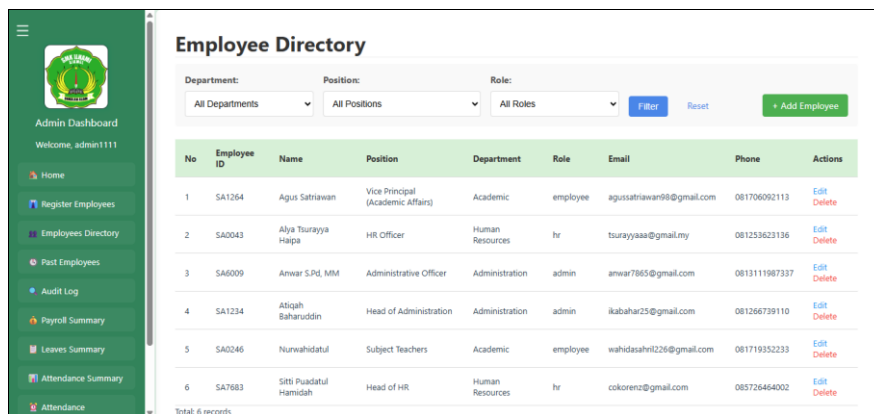 Employee Directory
Department: Position: Role:
All Departments All Positions All Roles Filter Reset + Add Employee
Admin Dashboard
Welcome, admin1111
Home
Register Employees
Employees Directory
Past Employees
Audit Log
Payroll Summary
Leaves Summary
Attendance Summary
Attendance
No Employee ID Name Position Department Role Email Phone Actions
1 SA1264 Agus Satriawan Vice Principal (Academic Affairs) Academic employee agussatriawan98@gmail.com 081706092113 Edit Delete
2 SA0043 Alya Tsurayya Haipa HR Officer Human Resources hr tsurayyaaa@gmail.my 081253623136 Edit Delete
3 SA6009 Anwar S.Pd, MM Administrative Officer Administration admin anwar7865@gmail.com 0813111987337 Edit Delete
4 SA1234 Atiqah Baharuddin Head of Administration Administration admin ikabahar25@gmail.com 081266739110 Edit Delete
5 SA0246 Nurwahidatul Subject Teachers Academic employee wahidasahril226@gmail.com 081719352233 Edit Delete
6 SA7683 Sitti Puadatul Hamidah Head of HR Human Resources hr cokorenz@gmail.com 085726464002 Edit Delete
Total: 6 records